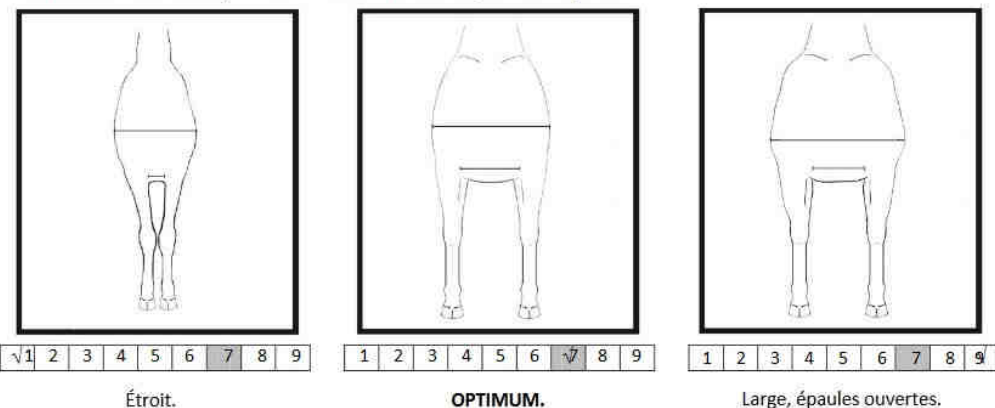 √1 2 3 4 5 6 7 8 9
1 2 3 4 5 6 √7 8 9
1 2 3 4 5 6 7 8 9√
Étroit.
OPTIMUM.
Large, épaules ouvertes.